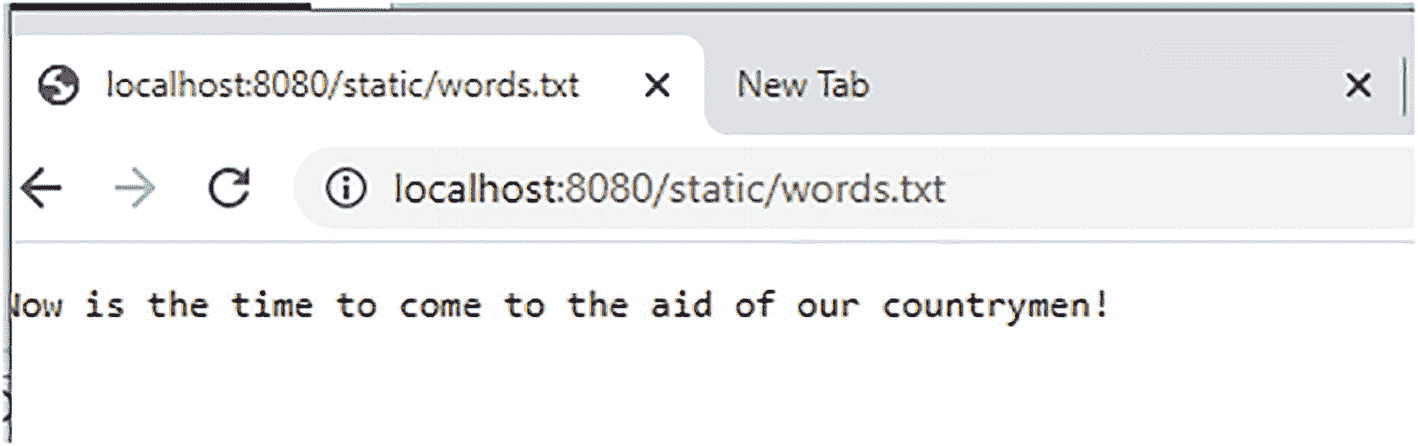 localhost:8080/static/words.txt New Tab
localhost:8080/static/words.txt
Now is the time to come to the aid of our countrymen!